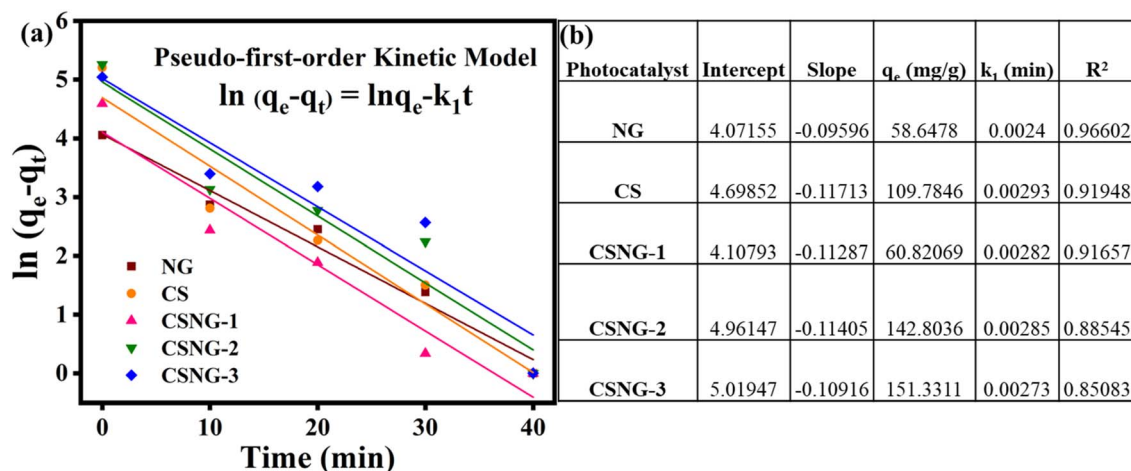 (a)
Pseudo-first-order Kinetic Model
ln (qe-qt) = lnqe-k1t
ln (qe-qt)
6
5
4
3
2
1
0
NG
CS
CSNG-1
CSNG-2
CSNG-3
0 10 20 30 40
Time (min)
(b)
Photocatalyst Intercept Slope qe (mg/g) k1 (min) R²
NG 4.07155 -0.09596 58.6478 0.0024 0.96602
CS 4.69852 -0.11713 109.7846 0.00293 0.91948
CSNG-1 4.10793 -0.11287 60.82069 0.00282 0.91657
CSNG-2 4.96147 -0.11405 142.8036 0.00285 0.88545
CSNG-3 5.01947 -0.10916 151.3311 0.00273 0.85083